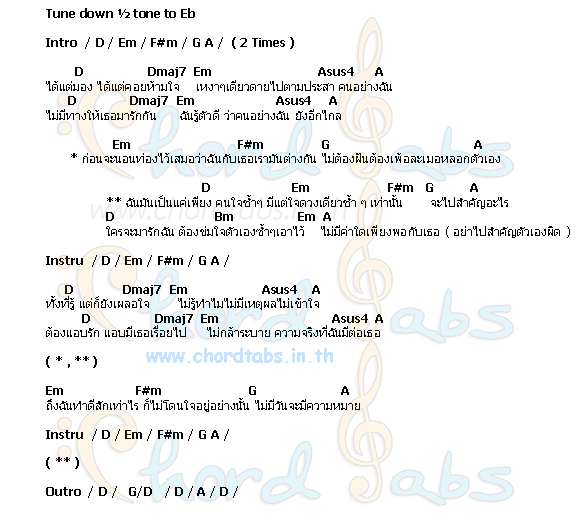 Tune down ½ tone to Eb
Intro / D / Em / F#m / G A / ( 2 Times )
D Dmaj7 Em Asus4 A
ได้แต่มอง ได้แต่คอยห้ามใจ เหงาๆเดียวดายไปตามประสา คนอย่างฉัน
D Dmaj7 Em Asus4 A
ไม่มีทางให้เธอมารักกัน ฉันรู้ตัวดี ว่าคนอย่างฉัน ยังอีกไกล
Em F#m G A
* ก่อนจะนอนท่องไว้เสมอว่าฉันกับเธอเรามันต่างกัน ไม่ต้องฝันต้องเพ้อละเมอหลอกตัวเอง
D Em F#m G A
** ฉันมันเป็นแค่เพียง คนใจช้ำๆ มีแต่ใจดวงเดียวซ้ำ ๆ เท่านั้น จะไปสำคัญอะไร
D Bm Em A
ใครจะมารักฉัน ต้องข่มใจตัวเองซ้ำๆเอาไว้ ไม่มีค่าใดเพียงพอกับเธอ ( อย่าไปสำคัญตัวเองผิด )
Instru / D / Em / F#m / G A /
D Dmaj7 Em Asus4 A
ทั้งที่รู้ แต่ก็ยังเผลอใจ ไม่รู้ทำไมไม่มีเหตุผลไม่เข้าใจ
D Dmaj7 Em Asus4 A
ต้องแอบรัก แอบมีเธอเรื่อยไป ไม่กล้าระบาย ความจริงที่ฉันมีต่อเธอ
www.chordtabs.in.th
( * , ** )
Em F#m G A
ถึงฉันทำดีสักเท่าไร ก็ไม่โดนใจอยู่อย่างนั้น ไม่มีวันจะมีความหมาย
Instru / D / Em / F#m / G A /
( ** )
Outro / D / G/D / D / A / D /